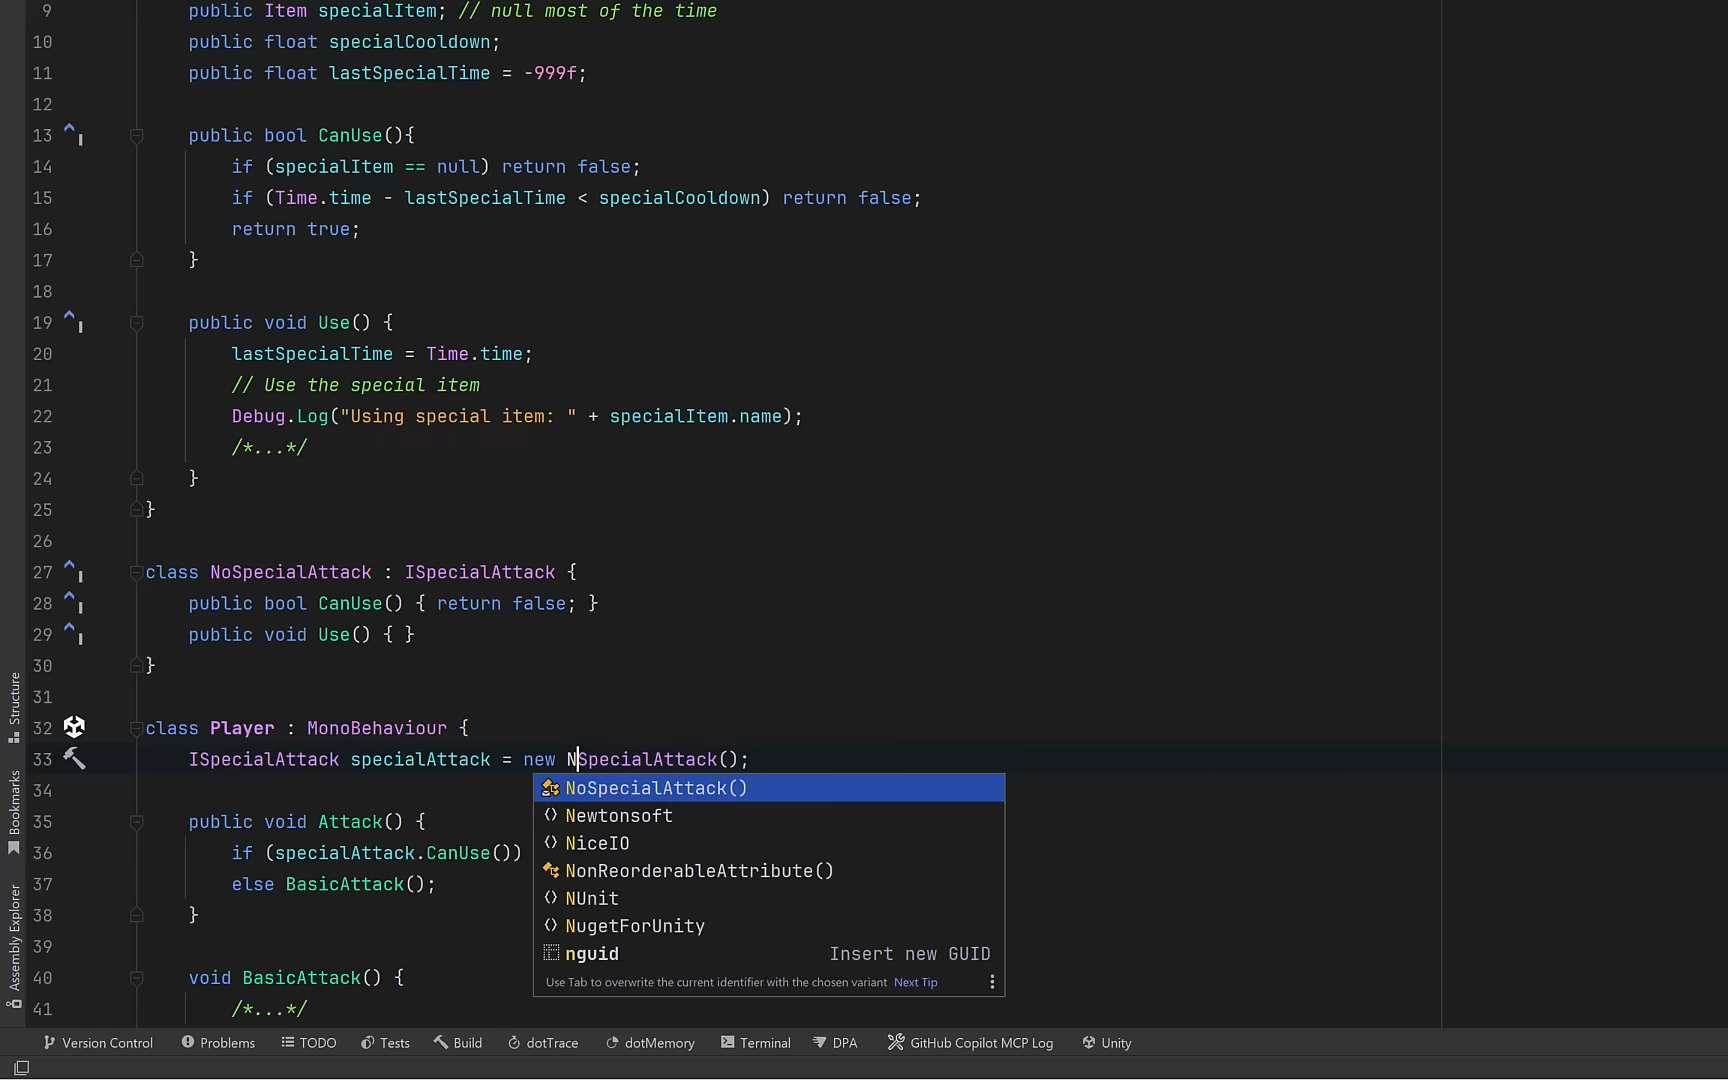 9 public Item specialItem; // null most of the time
10 public float specialCooldown;
11 public float lastSpecialTime = -999f;
12
13 public bool CanUse(){
14 if (specialItem == null) return false;
15 if (Time.time - lastSpecialTime < specialCooldown) return false;
16 return true;
17 }
18
19 public void Use() {
20 lastSpecialTime = Time.time;
21 // Use the special item
22 Debug.Log("Using special item: " + specialItem.name);
23 /*...*/
24 }
25 }
26
27 class NoSpecialAttack : ISpecialAttack {
28 public bool CanUse() { return false; }
29 public void Use() { }
30 }
31
32 class Player : MonoBehaviour {
33 ISpecialAttack specialAttack = new NSpecialAttack();
34
35 public void Attack() {
36 if (specialAttack.CanUse())
37 else BasicAttack();
38 }
39
40 void BasicAttack() {
41 /*...*/
NoSpecialAttack()
Newtonsoft
NiceIO
NonReorderableAttribute()
NUnit
NugetForUnity
nguid Insert new GUID
Use Tab to overwrite the current identifier with the chosen variant Next Tip
Structure
Bookmarks
Assembly Explorer
Version Control Problems TODO Tests Build dotTrace dotMemory Terminal DPA GitHub Copilot MCP Log Unity